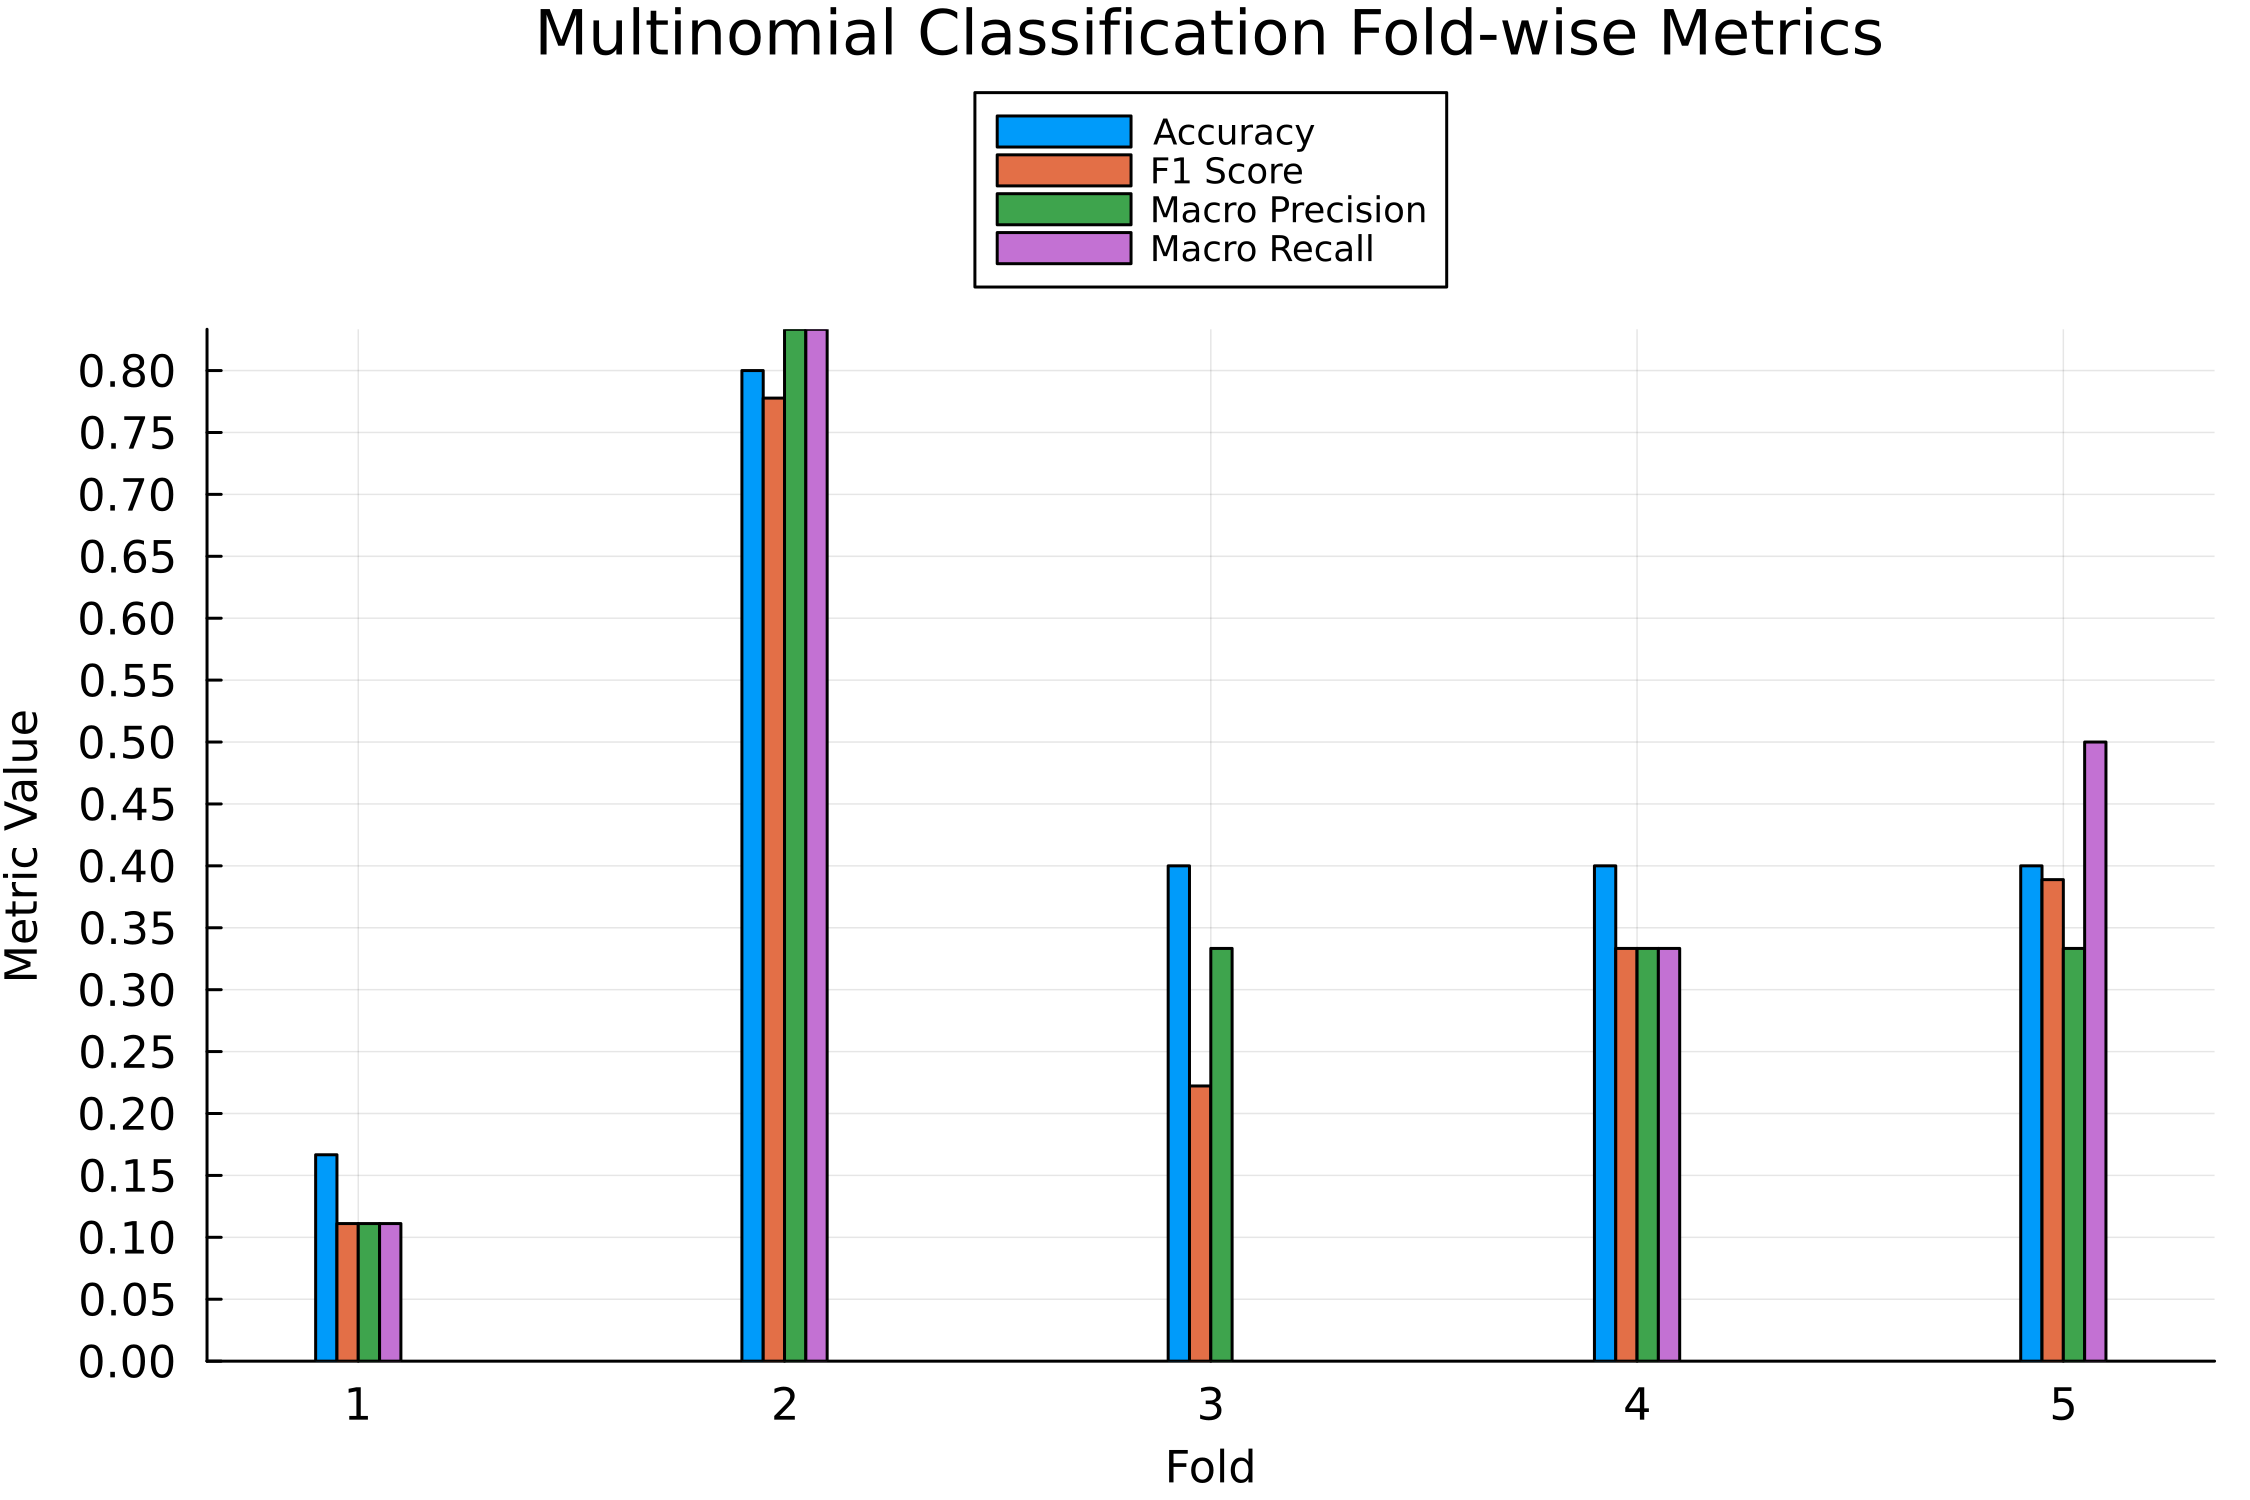 Multinomial Classification Fold-wise Metrics
Accuracy
F1 Score
Macro Precision
Macro Recall
0.80
0.75
0.70
0.65
0.60
0.55
0.50
0.45
0.40
0.35
0.30
0.25
0.20
0.15
0.10
0.05
0.00
Metric Value
1 2 3 4 5
Fold